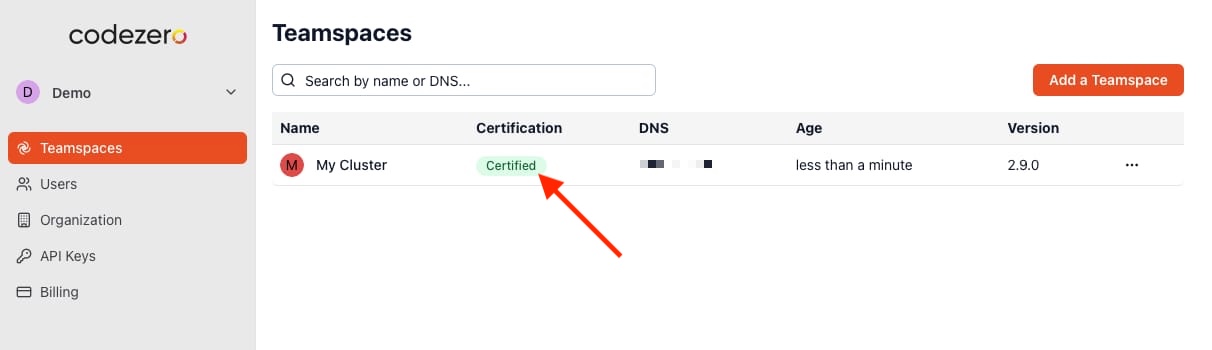 codezero
D Demo
Teamspaces
Users
Organization
API Keys
Billing
Teamspaces
Search by name or DNS...
Add a Teamspace
Name Certification DNS Age Version
M My Cluster Certified less than a minute 2.9.0 ...